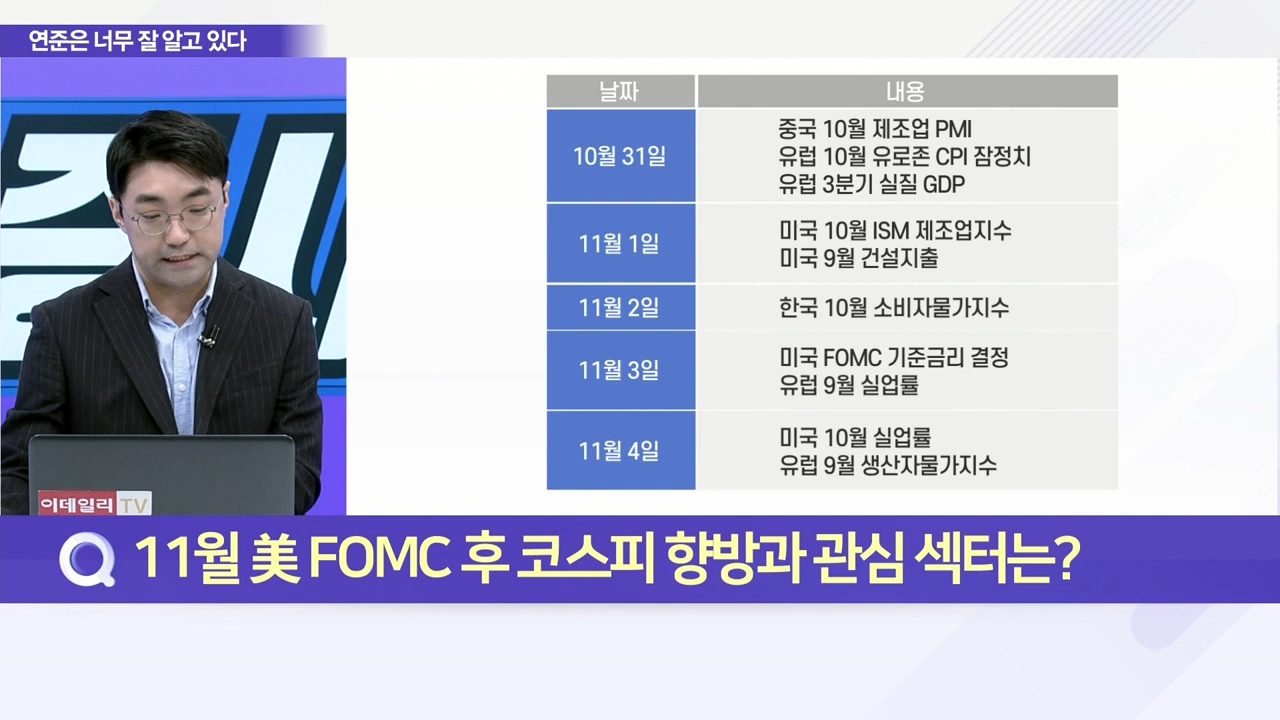 연준은 너무 잘 알고 있다
날짜 내용
10월 31일
중국 10월 제조업 PMI
유럽 10월 유로존 CPI 잠정치
유럽 3분기 실질 GDP
11월 1일
미국 10월 ISM 제조업지수
미국 9월 건설지출
11월 2일
한국 10월 소비자물가지수
11월 3일
미국 FOMC 기준금리 결정
유럽 9월 실업률
11월 4일
미국 10월 실업률
유럽 9월 생산자물가지수
이데일리 TV
Q 11월 美 FOMC 후 코스피 향방과 관심 섹터는?